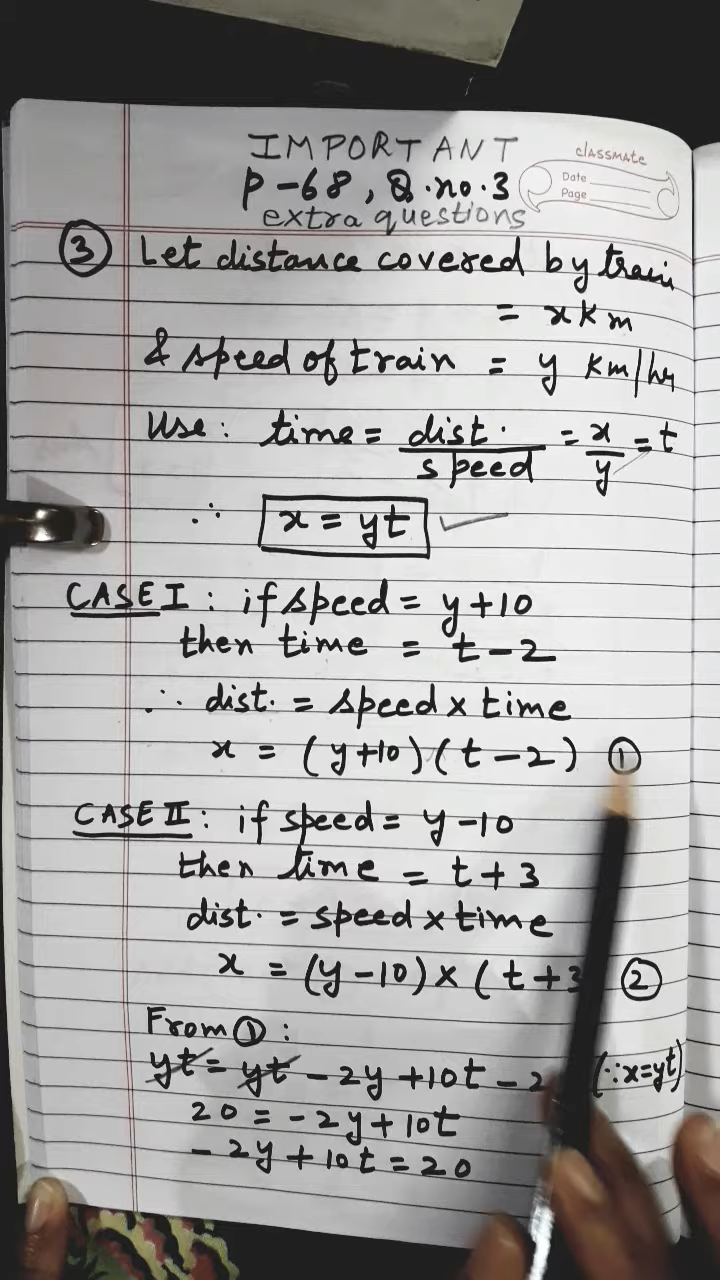 IMPORTANT
classmate
Date
Page
P-68, Q.no.3
extra questions
③ Let distance covered by train
= x km
& speed of train = y km/hr
Use: time = dist./speed = x/y = t
∴ x = yt ✓
CASE I: if speed = y+10
then time = t-2
∴ dist. = speed x time
x = (y+10)(t-2) ①
CASE II: if speed = y-10
then time = t+3
dist. = speed x time
x = (y-10)x(t+3 ②
From ①:
yt = yt -2y +10t -2 (∵x=yt)
20 = -2y+10t
-2y+10t=20